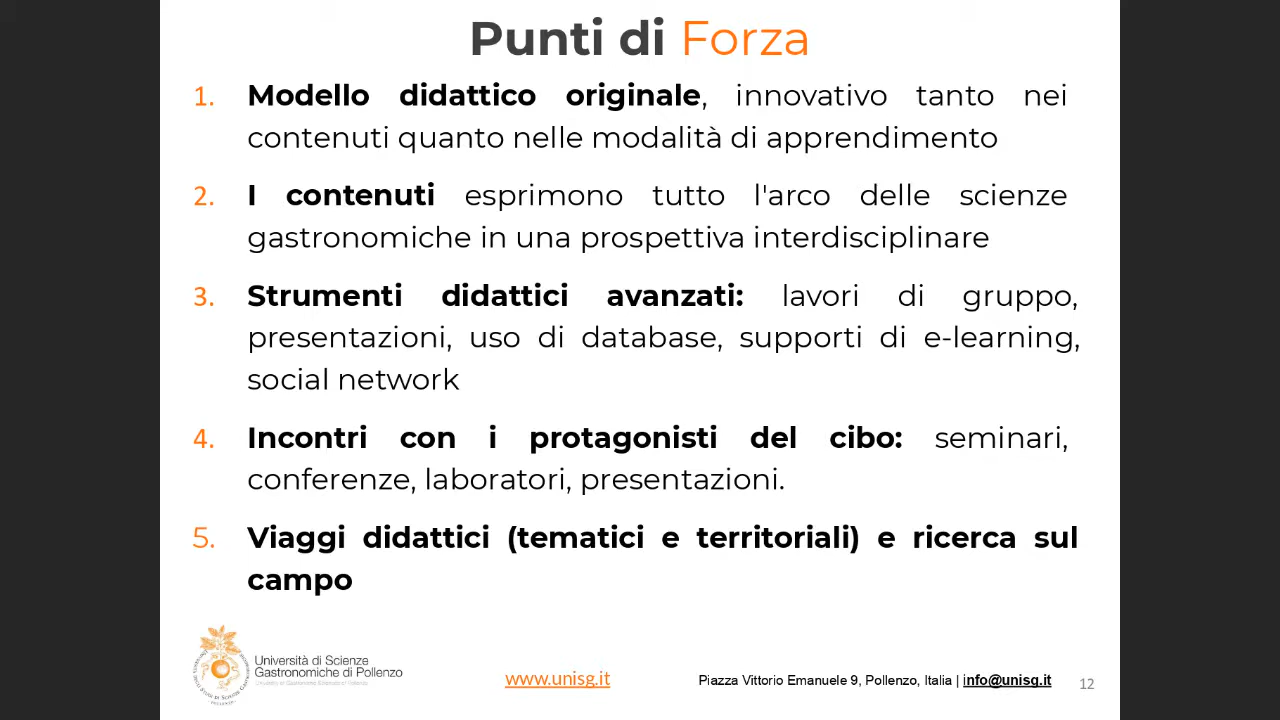 Punti di Forza
1. Modello didattico originale, innovativo tanto nei
contenuti quanto nelle modalità di apprendimento
2. I contenuti esprimono tutto l'arco delle scienze
gastronomiche in una prospettiva interdisciplinare
3. Strumenti didattici avanzati: lavori di gruppo,
presentazioni, uso di database, supporti di e-learning,
social network
4. Incontri con i protagonisti del cibo: seminari,
conferenze, laboratori, presentazioni.
5. Viaggi didattici (tematici e territoriali) e ricerca sul
campo
Università di Scienze
Gastronomiche di Pollenzo
www.unisg.it
Piazza Vittorio Emanuele 9, Pollenzo, Italia | info@unisg.it
12